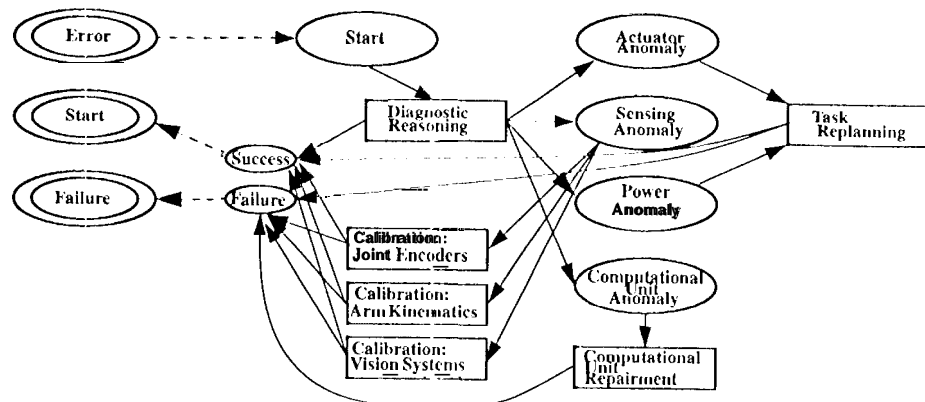 Error
Start
Actuator
Anomaly
Start
Diagnostic
Reasoning
Sensing
Anomaly
Task
Replanning
Success
Failure
Failure
Power
Anomaly
Calibration:
Joint Encoders
Calibration:
Arm Kinematics
Calibration:
Vision Systems
Computational
Unit
Anomaly
Computational
Unit
Repairment